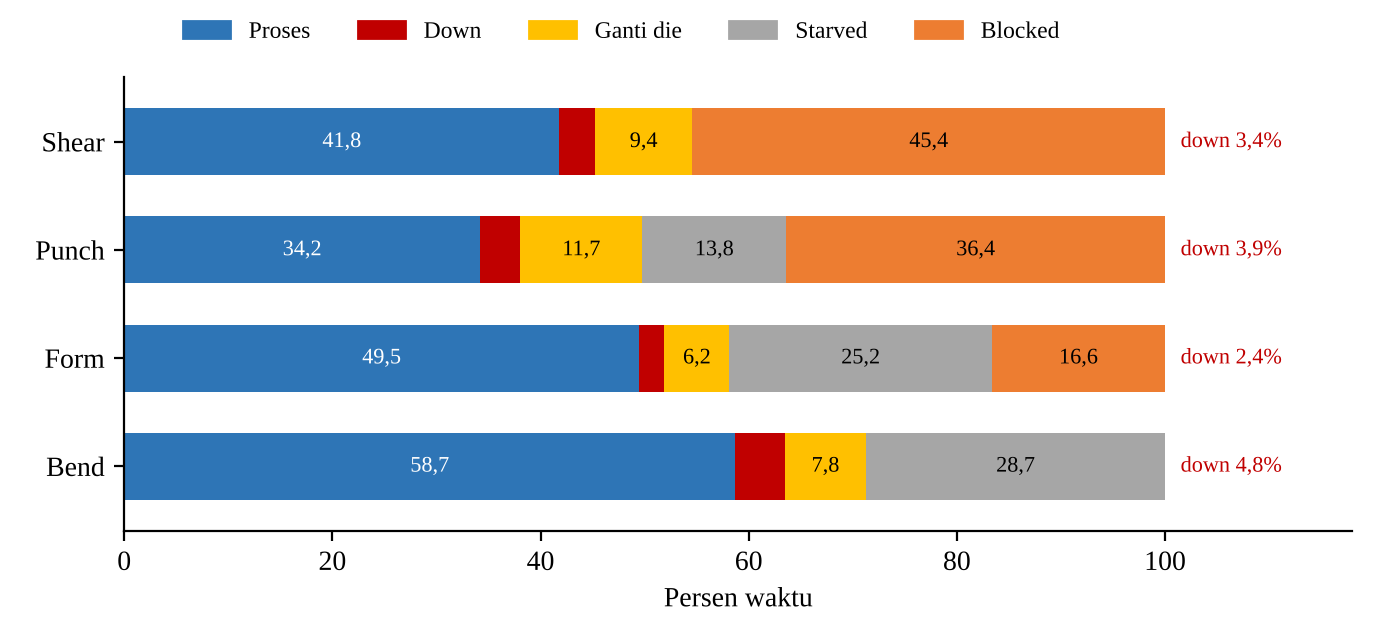 Proses Down Ganti die Starved Blocked
Shear 41,8 9,4 45,4 down 3,4%
Punch 34,2 11,7 13,8 36,4 down 3,9%
Form 49,5 6,2 25,2 16,6 down 2,4%
Bend 58,7 7,8 28,7 down 4,8%
0 20 40 60 80 100
Persen waktu